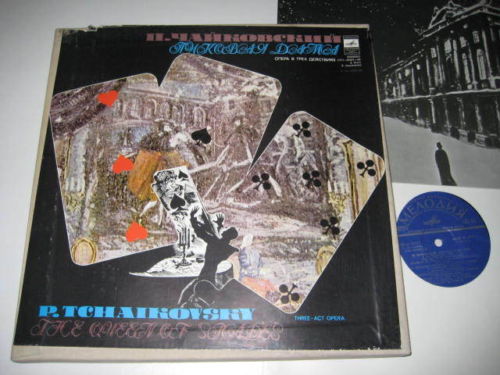 П. ЧАЙКОВСКИЙ
ПИКОВАЯ ДАМА
ОПЕРА В ТРЕХ ДЕЙСТВИЯХ
P. TCHAIKOVSKY
THE QUEEN OF SPADES
THREE-ACT OPERA
МЕЛОДИЯ